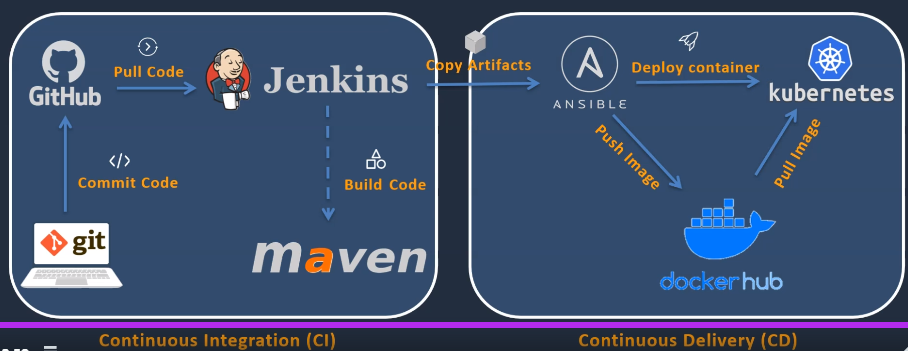 GitHub
Pull Code
Jenkins
Commit Code
git
Build Code
maven
Copy Artifacts
ANSIBLE
Deploy container
kubernetes
Push Image
Pull Image
docker hub
Continuous Integration (CI)
Continuous Delivery (CD)